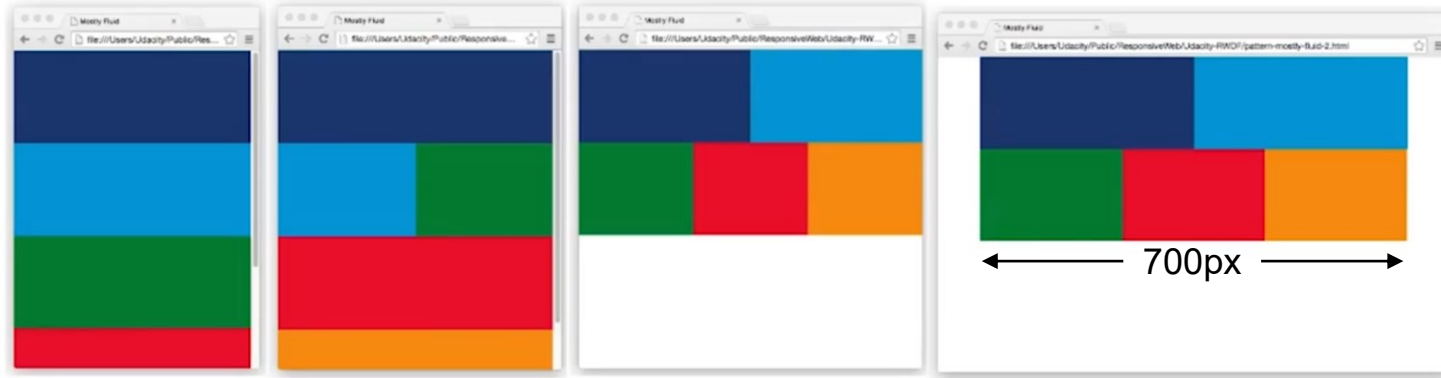 Mostly Fluid
file:///Users/Udacity/Public/Res...
Mostly Fluid
file:///Users/Udacity/Public/Responsive...
Mostly Fluid
file:///Users/Udacity/Public/ResponsiveWeb/Udacity-RW...
Mostly Fluid
file:///Users/Udacity/Public/ResponsiveWeb/Udacity-RWDF/pattern-mostly-fluid-2.html
700px